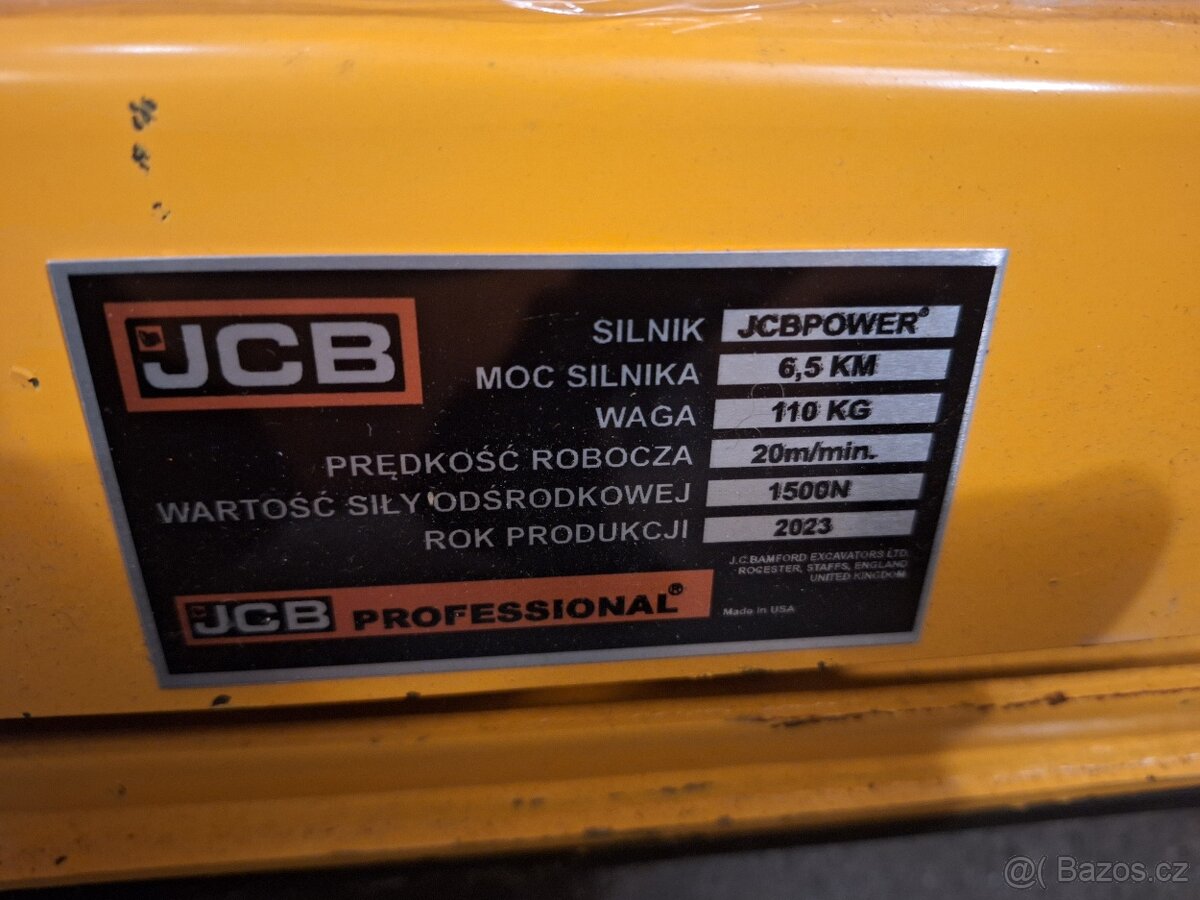 JCB
SILNIK JCBPOWER®
MOC SILNIKA 6,5 KM
WAGA 110 KG
PRĘDKOŚĆ ROBOCZA 20m/min.
WARTOŚĆ SIŁY ODŚRODKOWEJ 1500N
ROK PRODUKCJI 2023
J.C.BAMFORD EXCAVATORS LTD.
ROCESTER, STAFFS, ENGLAND
UNITED KINGDOM
JCB PROFESSIONAL®
Made in USA
@( Bazos.cz